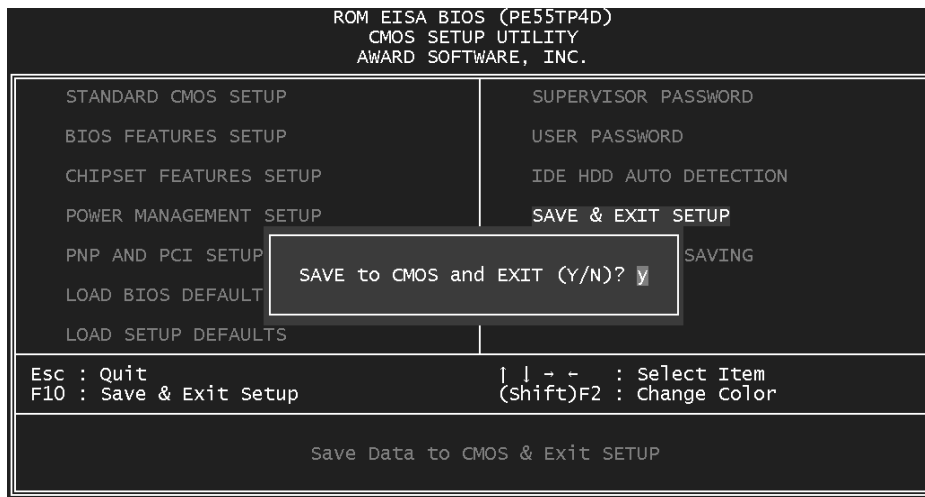 ROM EISA BIOS (PE55TP4D)
CMOS SETUP UTILITY
AWARD SOFTWARE, INC.
STANDARD CMOS SETUP
BIOS FEATURES SETUP
CHIPSET FEATURES SETUP
POWER MANAGEMENT SETUP
PNP AND PCI SETUP
LOAD BIOS DEFAULT
LOAD SETUP DEFAULTS
SUPERVISOR PASSWORD
USER PASSWORD
IDE HDD AUTO DETECTION
SAVE & EXIT SETUP
SAVING
SAVE to CMOS and EXIT (Y/N)? y
Esc : Quit
F10 : Save & Exit Setup
↑ ↓ → ← : Select Item
(Shift)F2 : Change Color
Save Data to CMOS & Exit SETUP